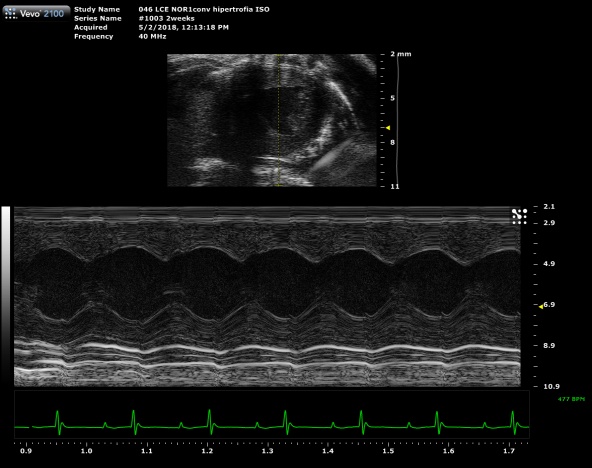 Vevo 2100
Study Name 046 LCE NOR1conv hipertrofia ISO
Series Name #1003 2weeks
Acquired 5/2/2018, 12:13:18 PM
Frequency 40 MHz
2 mm
5
8
11
2.1
2.9
4.9
6.9
8.9
10.9
477 BPM
0.9 1.0 1.1 1.2 1.3 1.4 1.5 1.6 1.7